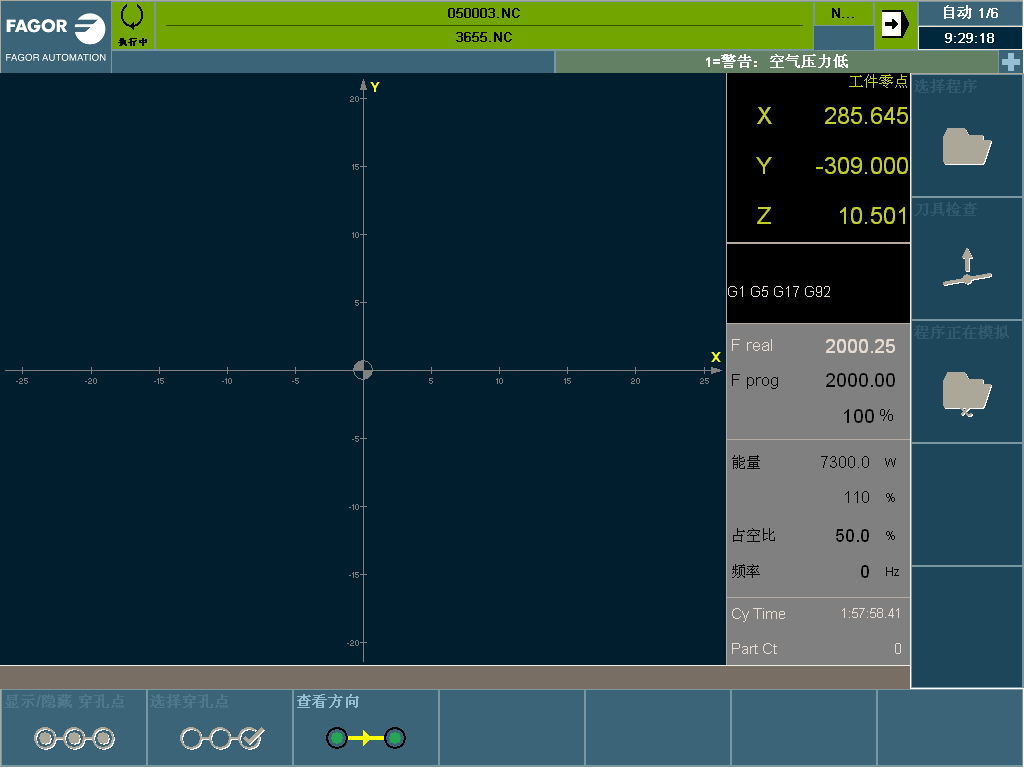 FAGOR
FAGOR AUTOMATION
执行中
050003.NC
3655.NC
N...
自动 1/6
9:29:18
1=警告: 空气压力低
工件零点
X 285.645
Y -309.000
Z 10.501
G1 G5 G17 G92
F real 2000.25
F prog 2000.00
100 %
能量 7300.0 W
110 %
占空比 50.0 %
频率 0 Hz
Cy Time 1:57:58.41
Part Ct 0
Y
20
15
10
5
X
-25 -20 -15 -10 -5 5 10 15 20 25
-5
-10
-15
-20
选择程序
刀具检查
程序正在模拟
显示/隐藏 穿孔点
选择穿孔点
查看方向